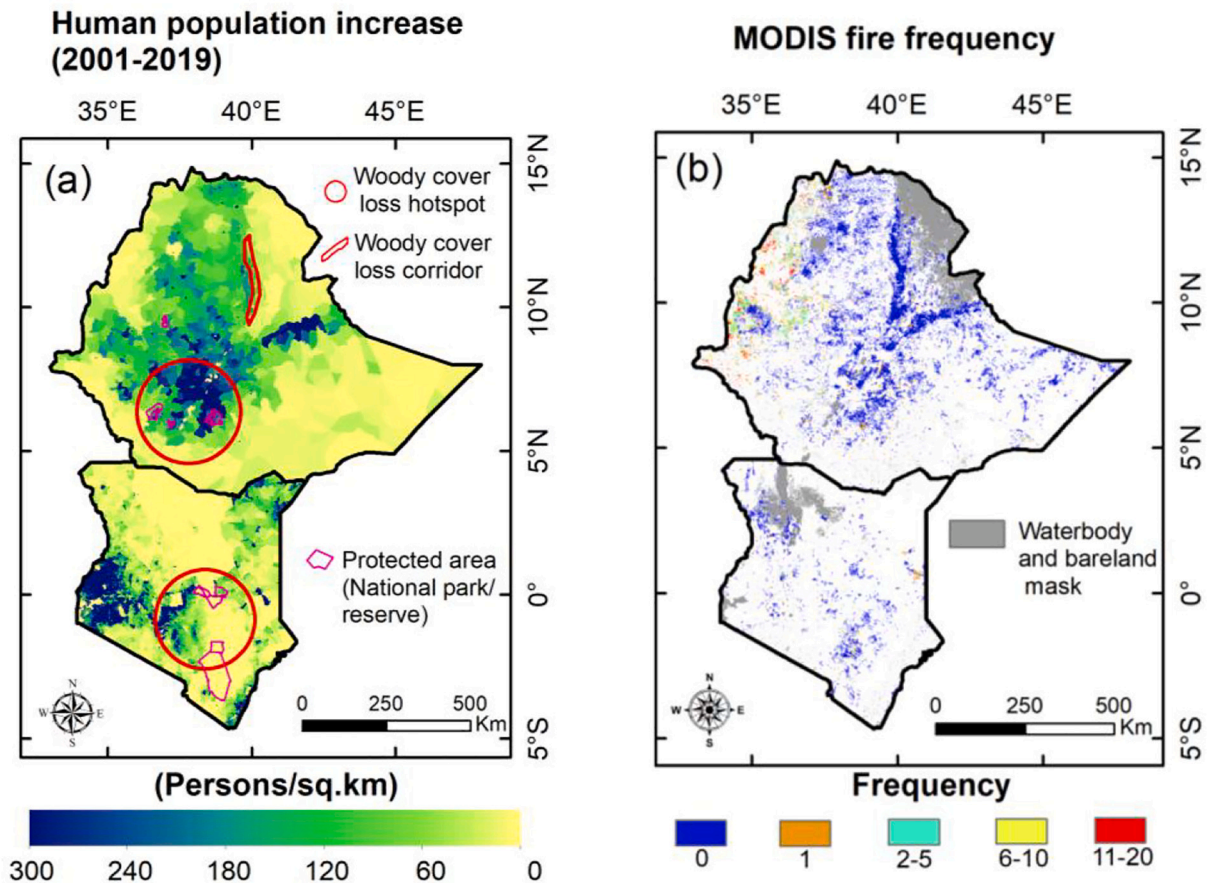 Human population increase
(2001-2019)
35°E 40°E 45°E
(a)
Woody cover
loss hotspot
Woody cover
loss corridor
15°N
10°N
5°N
0°
5°S
Protected area
(National park/
reserve)
N
W E
S
0 250 500
Km
(Persons/sq.km)
300 240 180 120 60 0
MODIS fire frequency
35°E 40°E 45°E
(b)
15°N
10°N
5°N
0°
5°S
Waterbody
and bareland
mask
N
W E
S
0 250 500
Km
Frequency
0 1 2-5 6-10 11-20